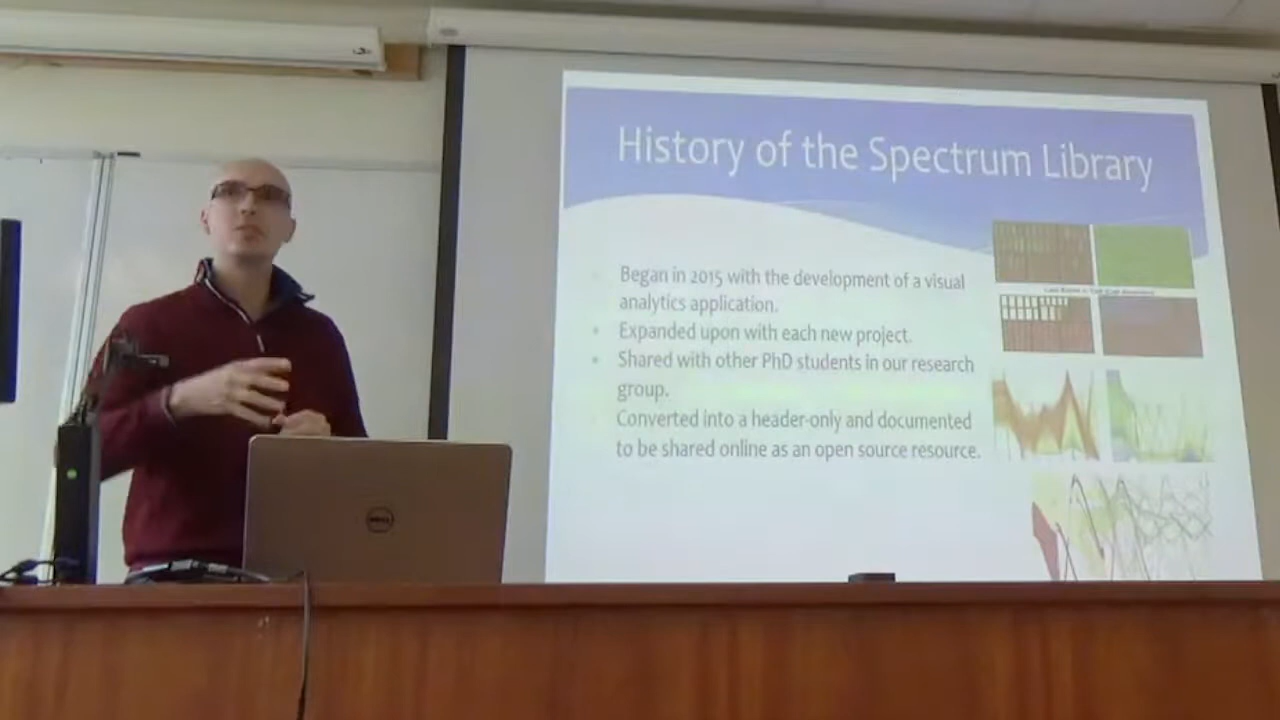 History of the Spectrum Library
Began in 2015 with the development of a visual
analytics application.
Expanded upon with each new project.
Shared with other PhD students in our research
group.
Converted into a header-only and documented
to be shared online as an open source resource.
DELL